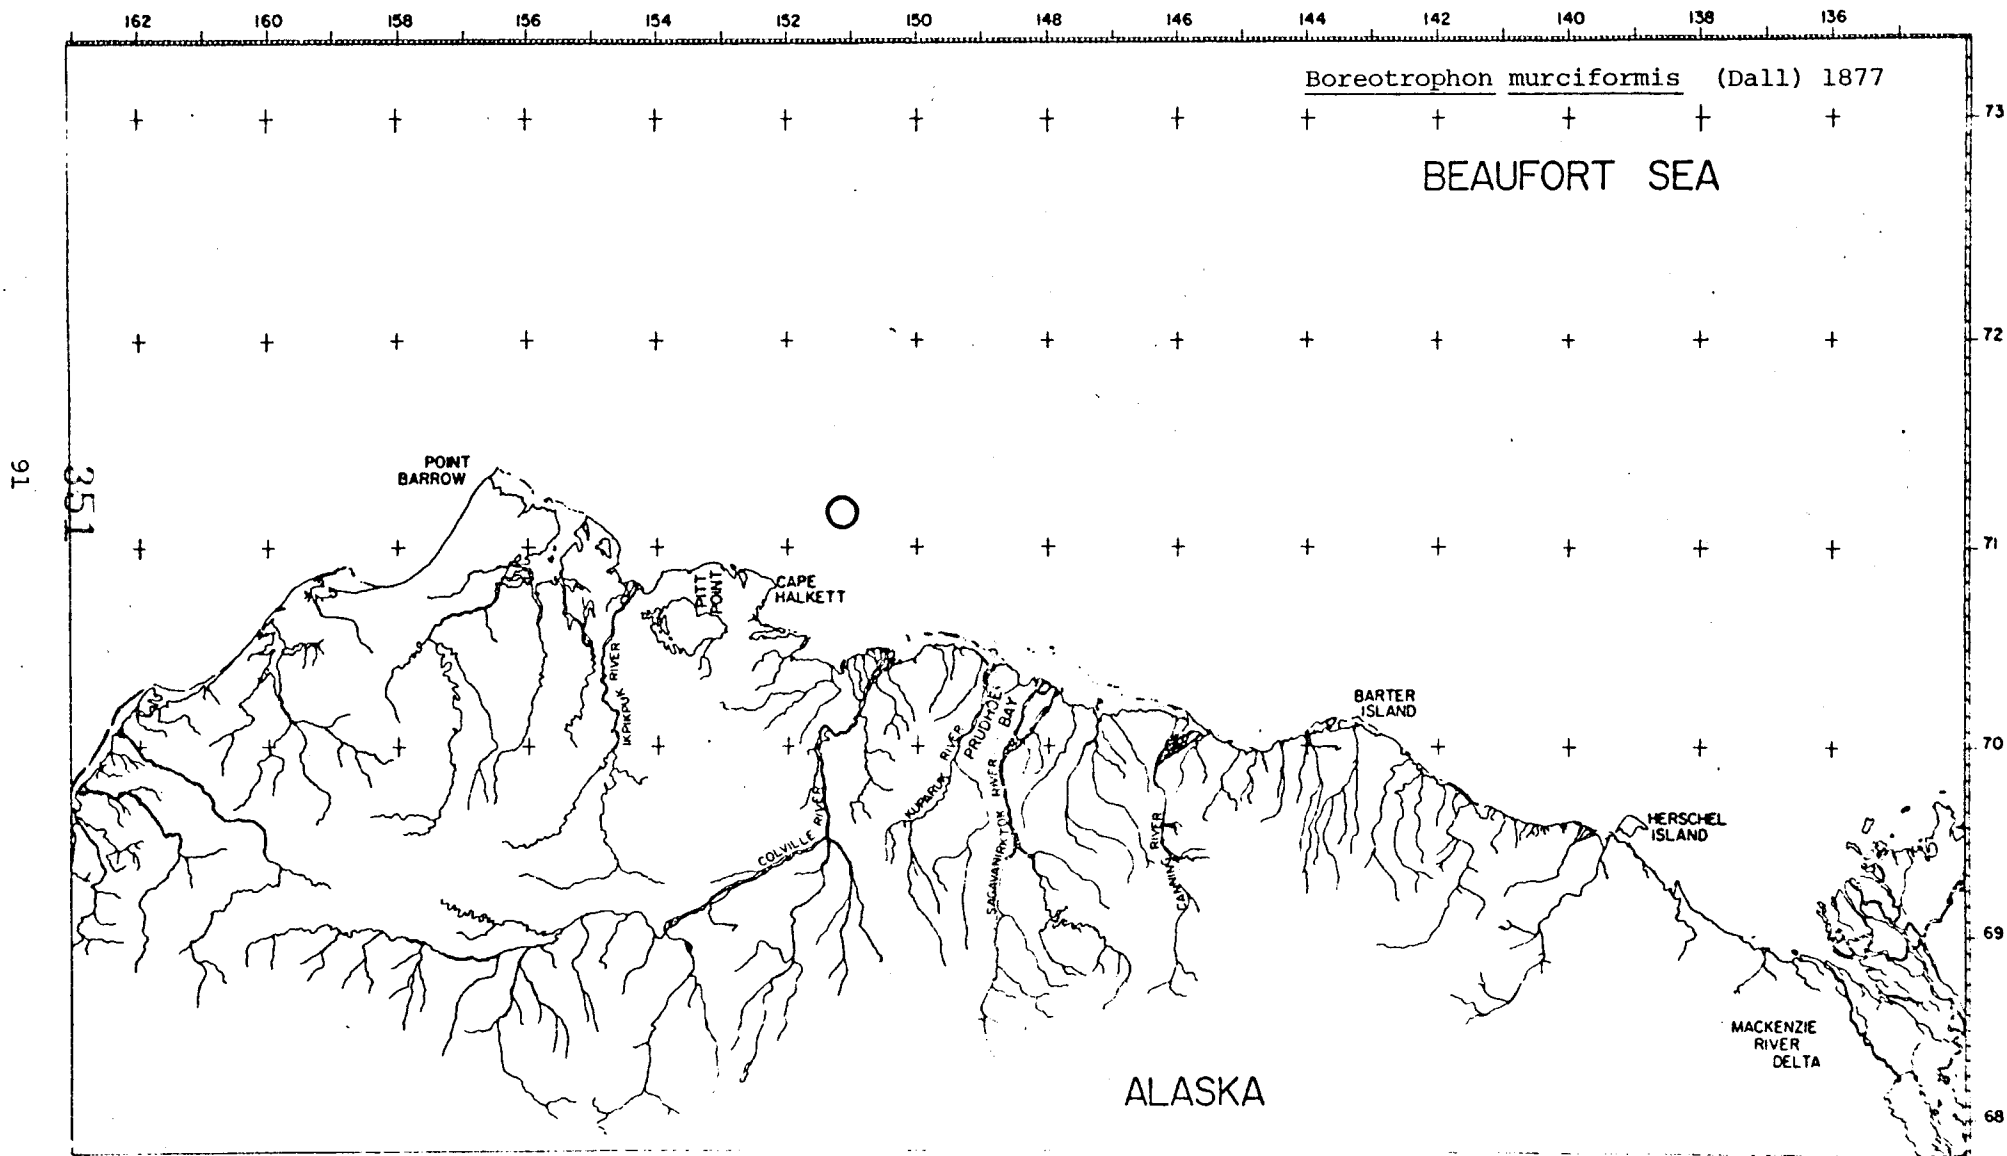 162 160 158 156 154 152 150 148 146 144 142 140 138 136
Boreotrophon murciformis (Dall) 1877
73
BEAUFORT SEA
72
POINT
BARROW
91
351
71
PITT
POINT
CAPE
HALKETT
IKPIKPUK RIVER
BARTER
ISLAND
PRUDHOE
BAY
70
KUPARUK RIVER
COLVILLE RIVER
SAGAVANIRKTOK RIVER
CANNING RIVER
HERSCHEL
ISLAND
69
MACKENZIE
RIVER
DELTA
ALASKA
68